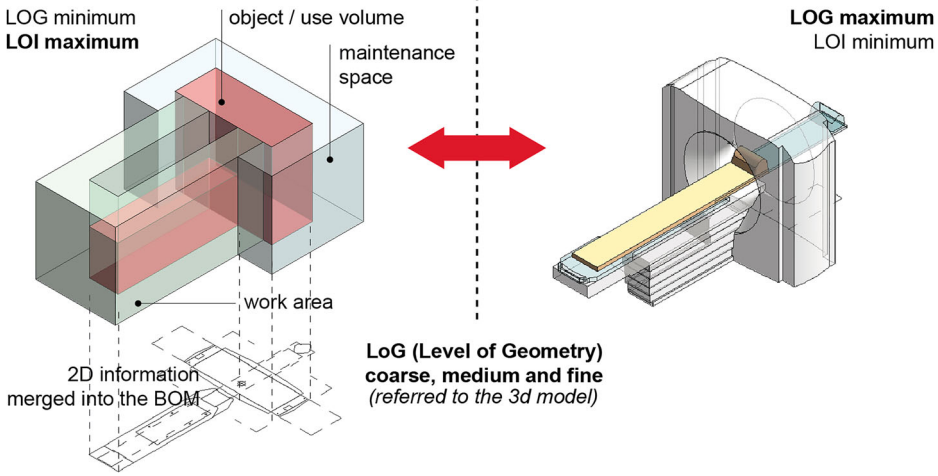 LOG minimum
LOI maximum
object / use volume
maintenance
space
work area
2D information
merged into the BOM
LOG maximum
LOI minimum
LoG (Level of Geometry)
coarse, medium and fine
(referred to the 3d model)